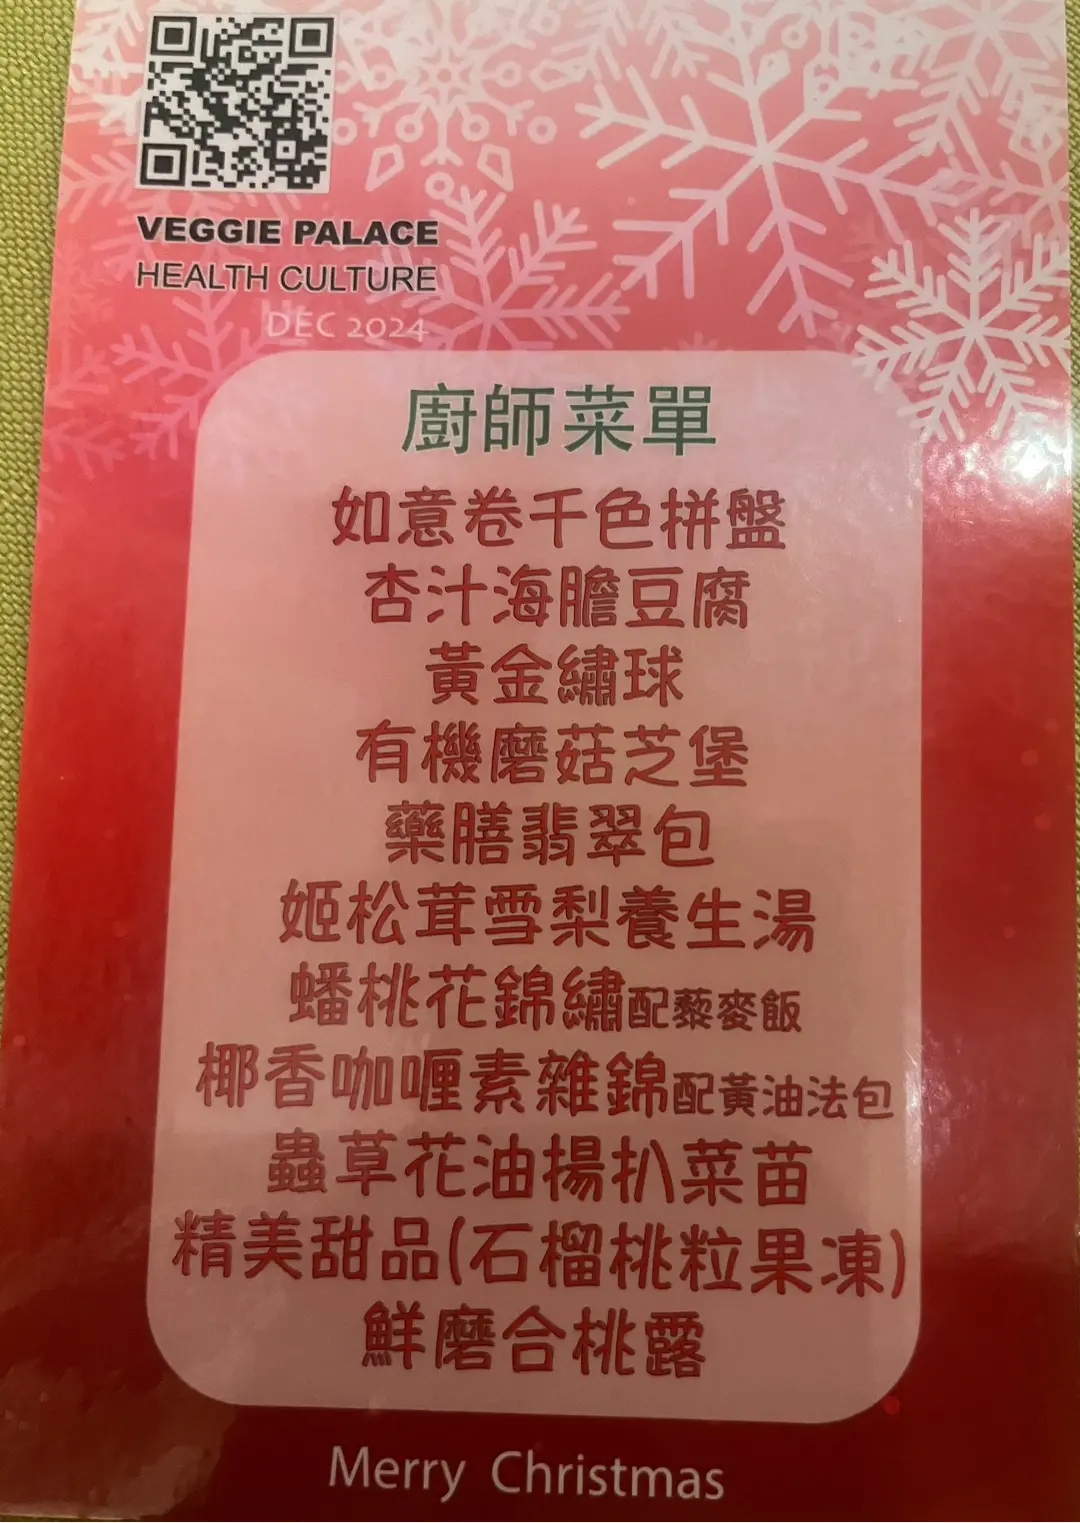 VEGGIE PALACE
HEALTH CULTURE
DEC 2024
廚師菜單
如意卷千色拼盤
杏汁海膽豆腐
黃金繡球
有機磨菇芝堡
藥膳翡翠包
姬松茸雪梨養生湯
蟠桃花錦繡配藜麥飯
椰香咖喱素雜錦配黃油法包
蟲草花油揚扒菜苗
精美甜品(石榴桃粒果凍)
鮮磨合桃露
Merry Christmas